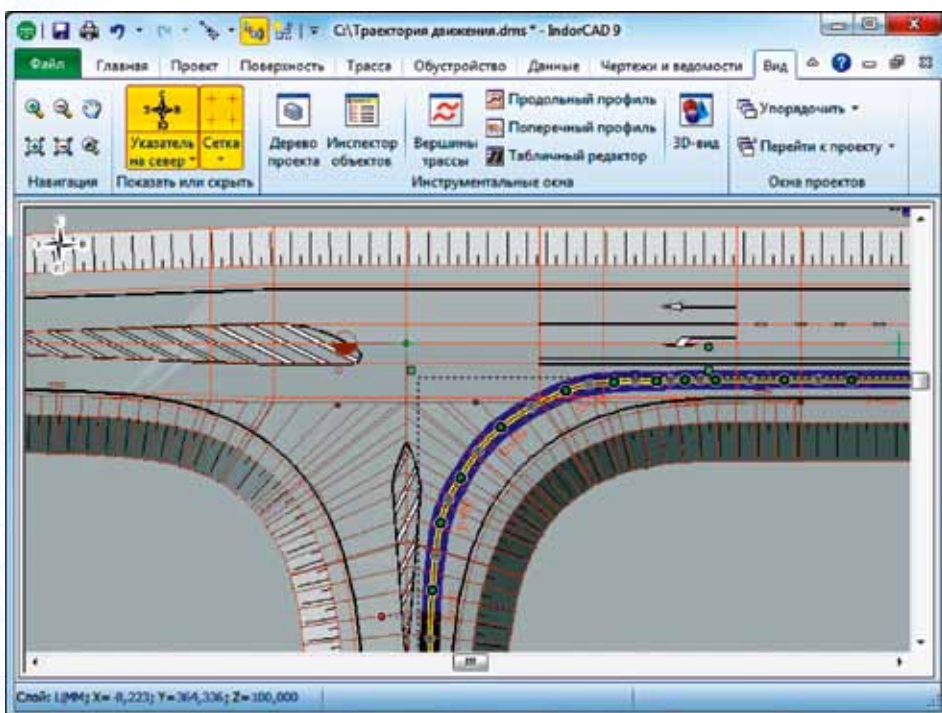 C:\Траектория движения.dms * - IndorCAD 9
Файл Главная Проект Поверхность Трасса Обустройство Данные Чертежи и ведомости Вид
Указатель на север
Сетка
Дерево проекта
Инспектор объектов
Вершины трассы
Продольный профиль
Поперечный профиль
Табличный редактор
3D-вид
Упорядочить
Перейти к проекту
Навигация Показать или скрыть Инструментальные окна Окна проектов
Слой: ЦММ; X= -8,223; Y=364,336; Z=100,000